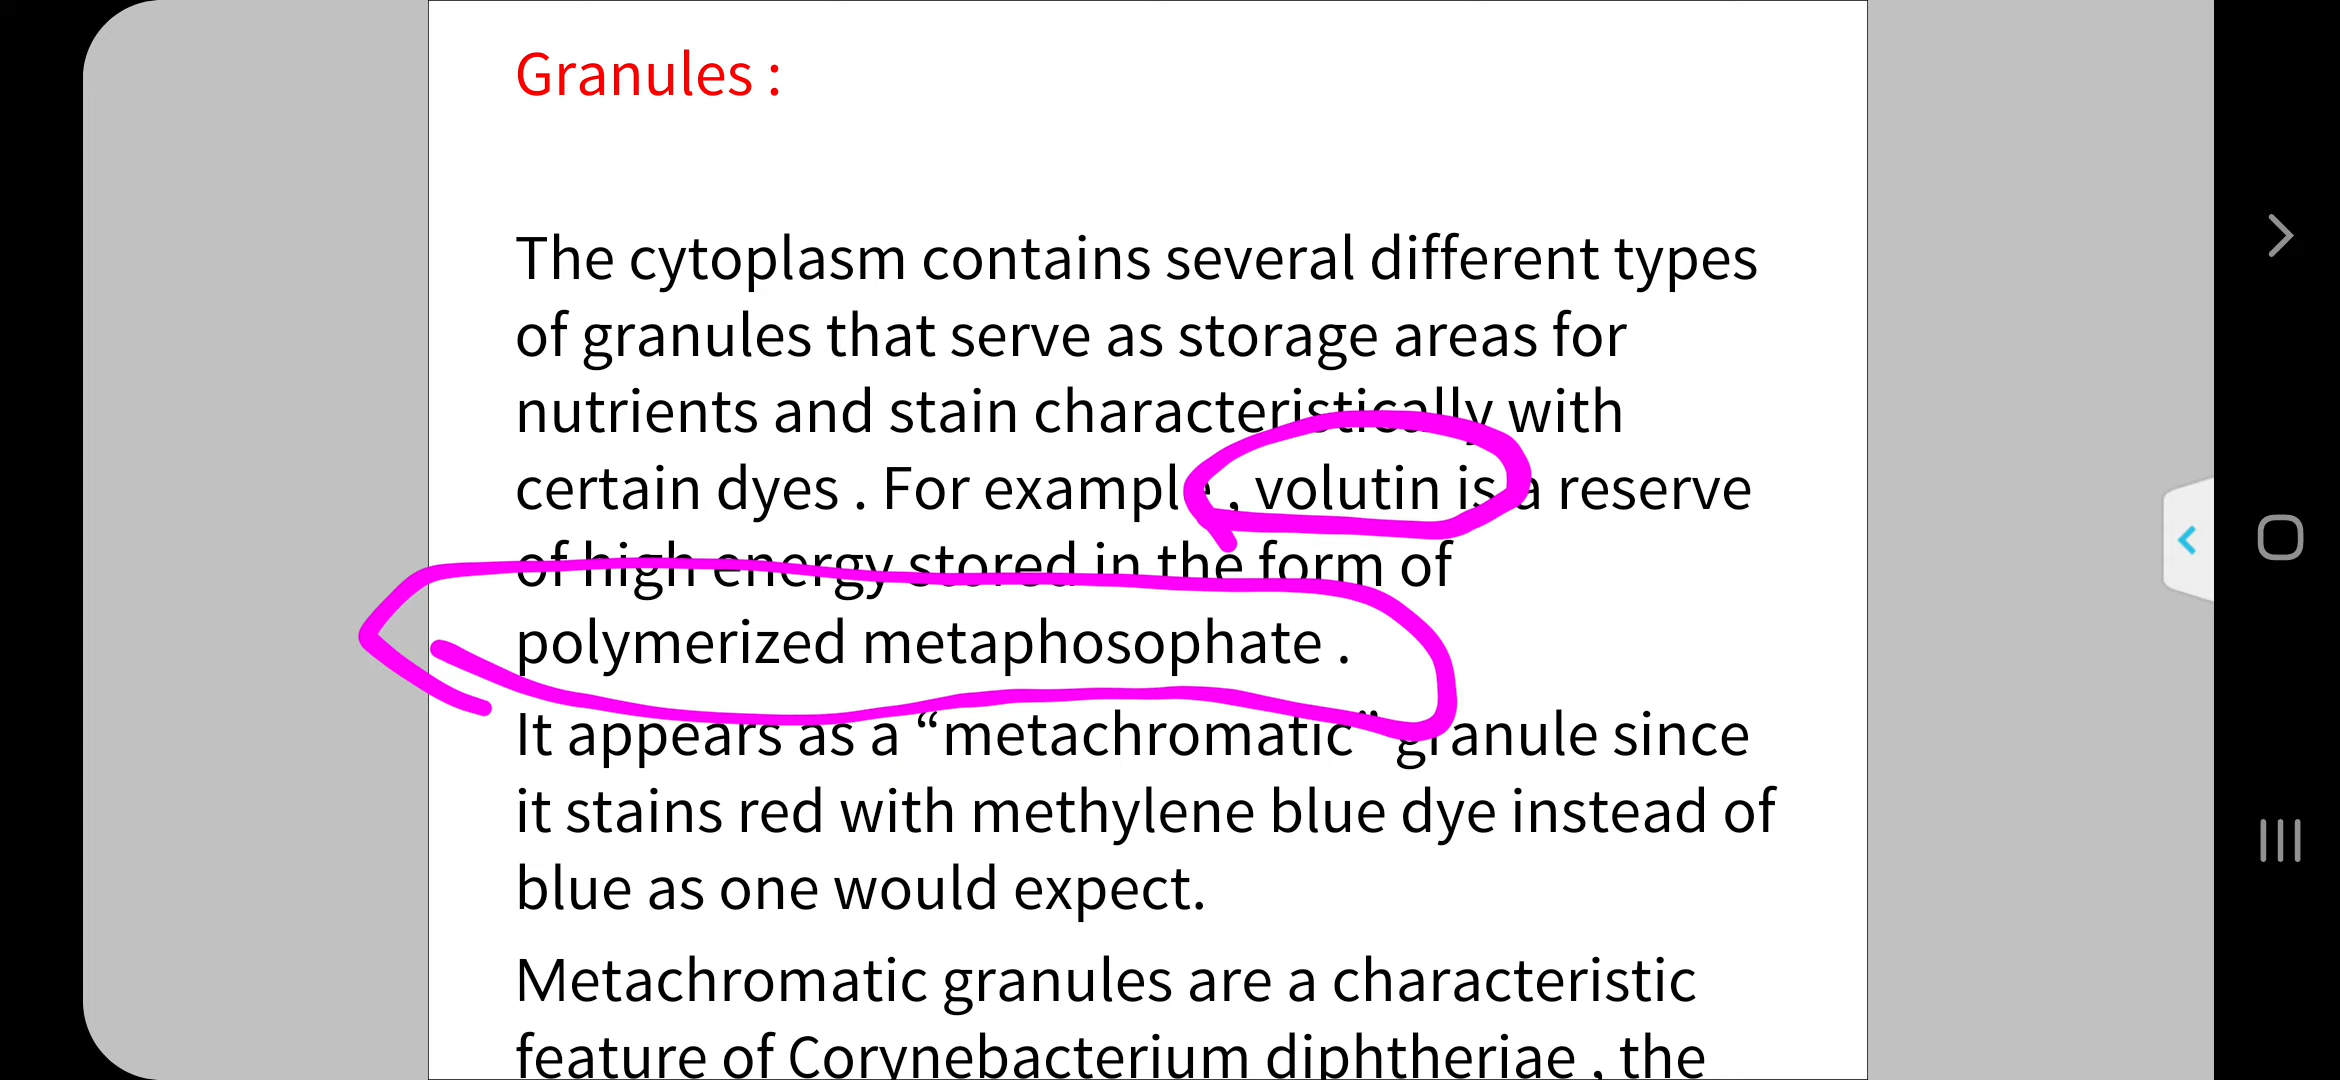 Granules :
The cytoplasm contains several different types
of granules that serve as storage areas for
nutrients and stain characteristically with
certain dyes . For example , volutin is a reserve
of high energy stored in the form of
polymerized metaphosophate .
It appears as a “metachromatic” granule since
it stains red with methylene blue dye instead of
blue as one would expect.
Metachromatic granules are a characteristic
feature of Corynebacterium diphtheriae , the